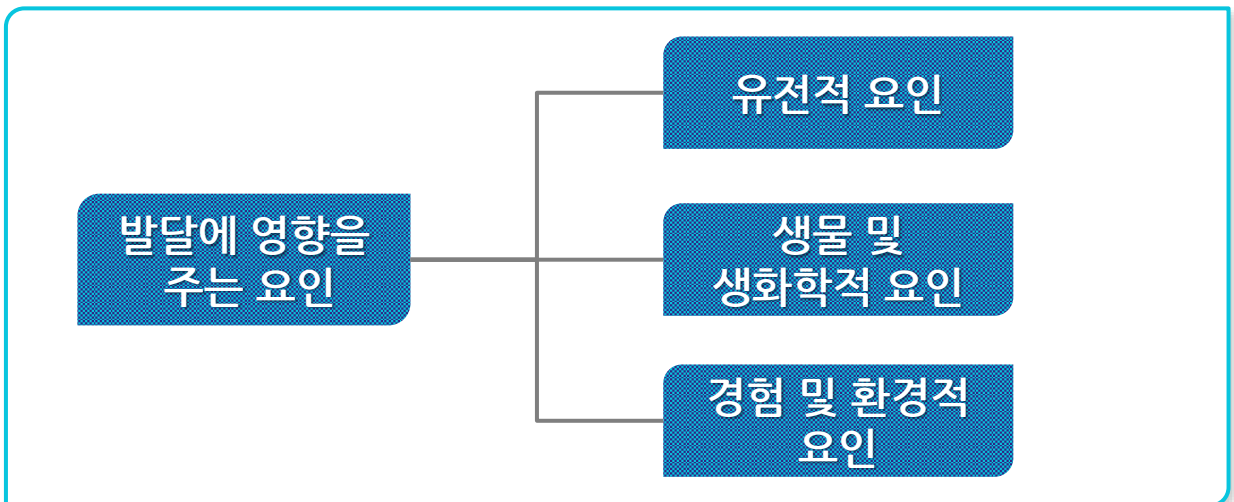 유전적 요인
발달에 영향을
주는 요인
생물 및
생화학적 요인
경험 및 환경적
요인